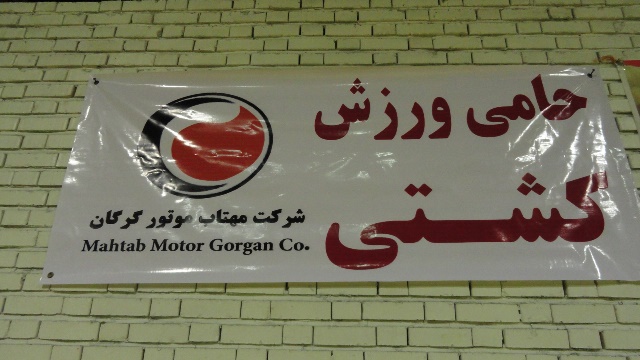 حامی ورزش
کشتی
شرکت مهتاب موتور گرگان
Mahtab Motor Gorgan Co.